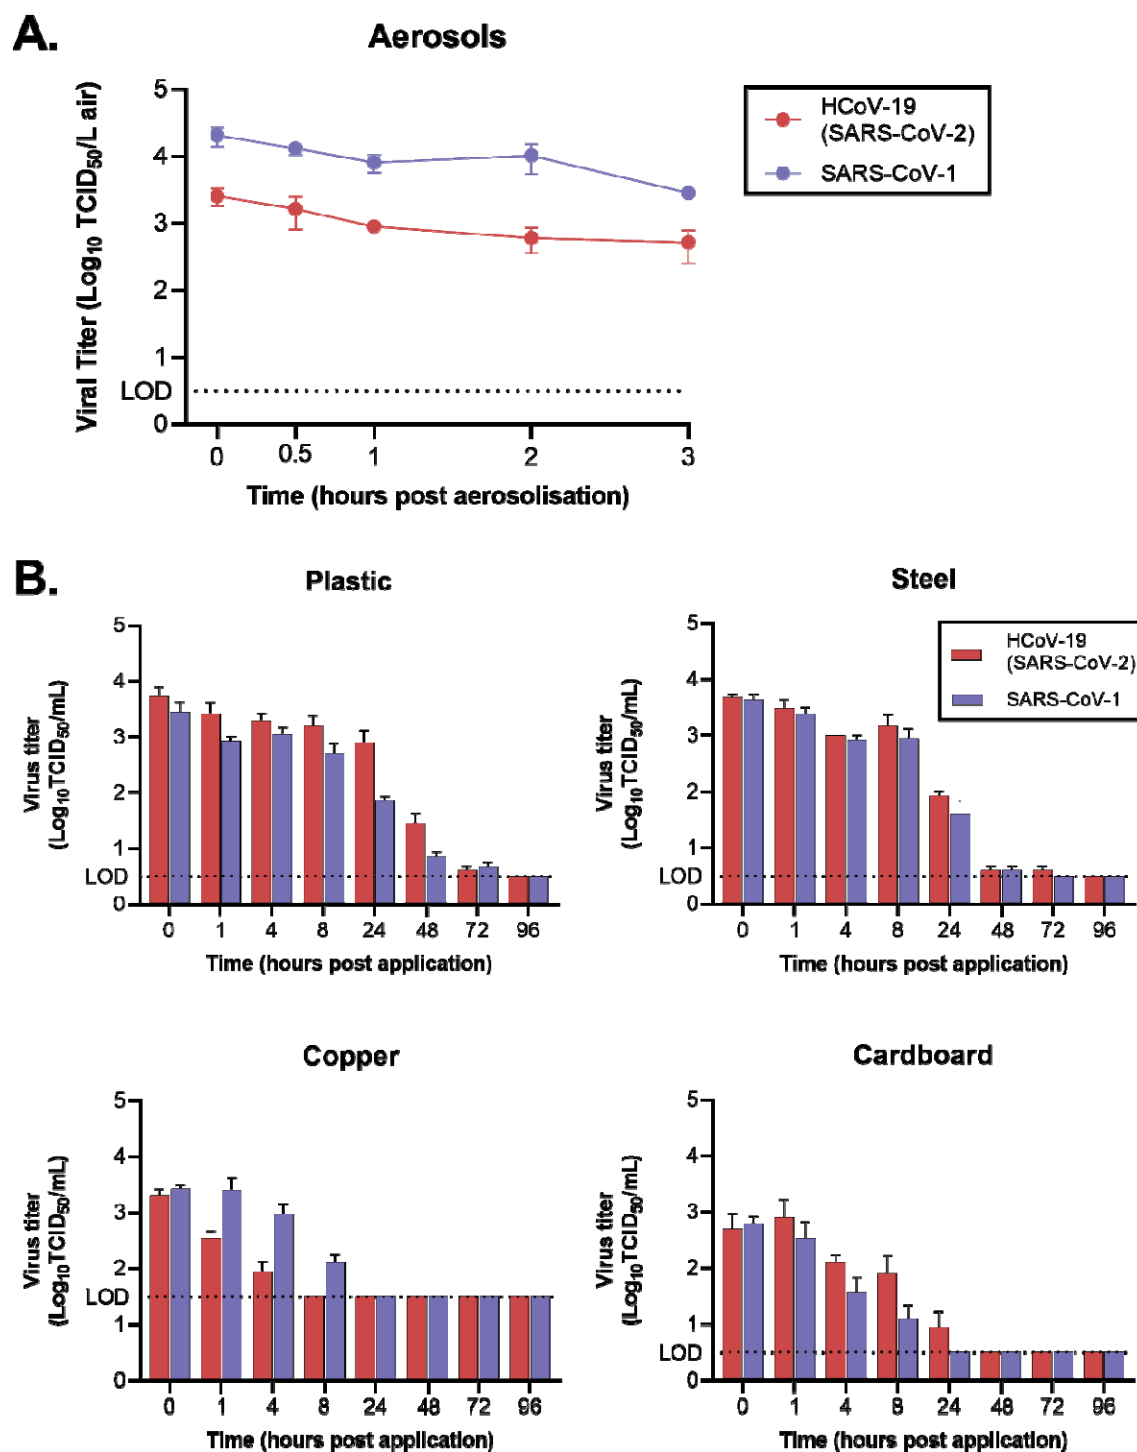 A.
Aerosols
Viral Titer (Log10 TCID50/L air)
5
4
3
2
1
LOD
0
0 0.5 1 2 3
Time (hours post aerosolisation)
HCoV-19
(SARS-CoV-2)
SARS-CoV-1
B.
Plastic
Virus titer
(Log10TCID50/mL)
5
4
3
2
1
LOD
0
0 1 4 8 24 48 72 96
Time (hours post application)
Steel
Virus titer
(Log10TCID50/mL)
5
4
3
2
1
LOD
0
0 1 4 8 24 48 72 96
Time (hours post application)
HCoV-19
(SARS-CoV-2)
SARS-CoV-1
Copper
Virus titer
(Log10TCID50/mL)
5
4
3
2
LOD
1
0
0 1 4 8 24 48 72 96
Time (hours post application)
Cardboard
Virus titer
(Log10TCID50/mL)
5
4
3
2
1
LOD
0
0 1 4 8 24 48 72 96
Time (hours post application)